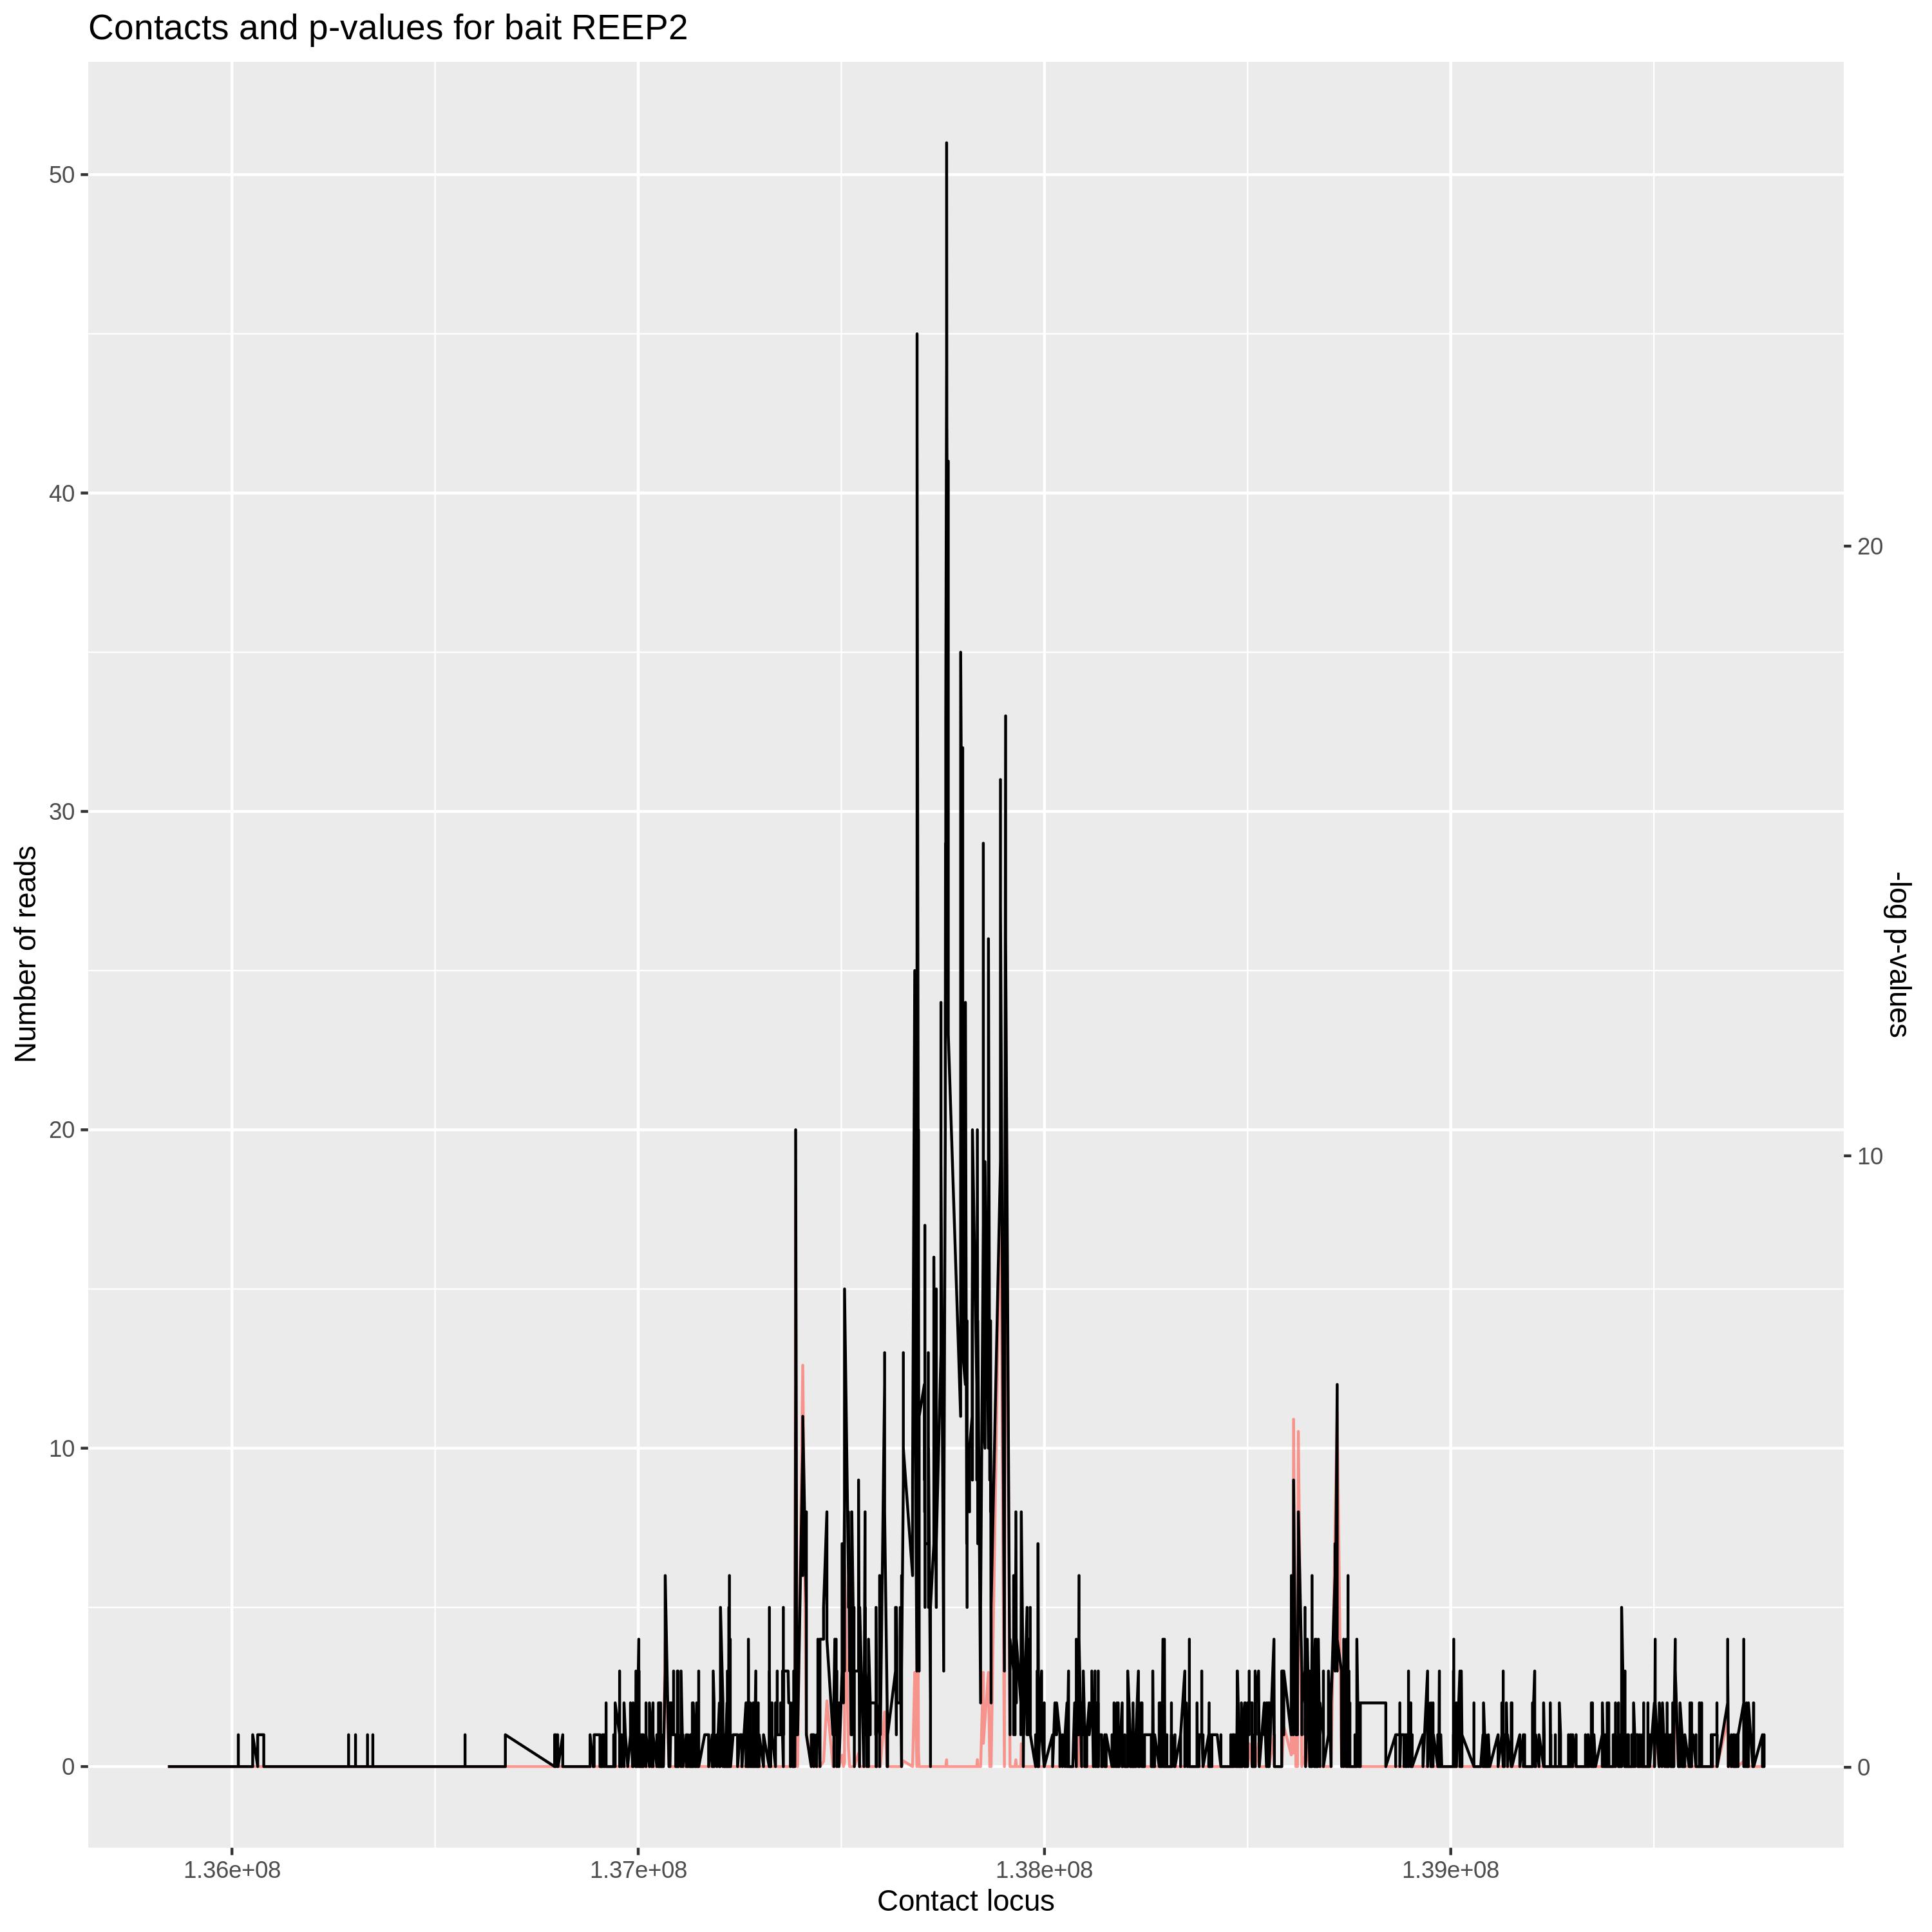 Contacts and p-values for bait REEP2
50
40
30
20
10
0
Number of reads
20
10
0
-log p-values
1.36e+08
1.37e+08
1.38e+08
1.39e+08
Contact locus